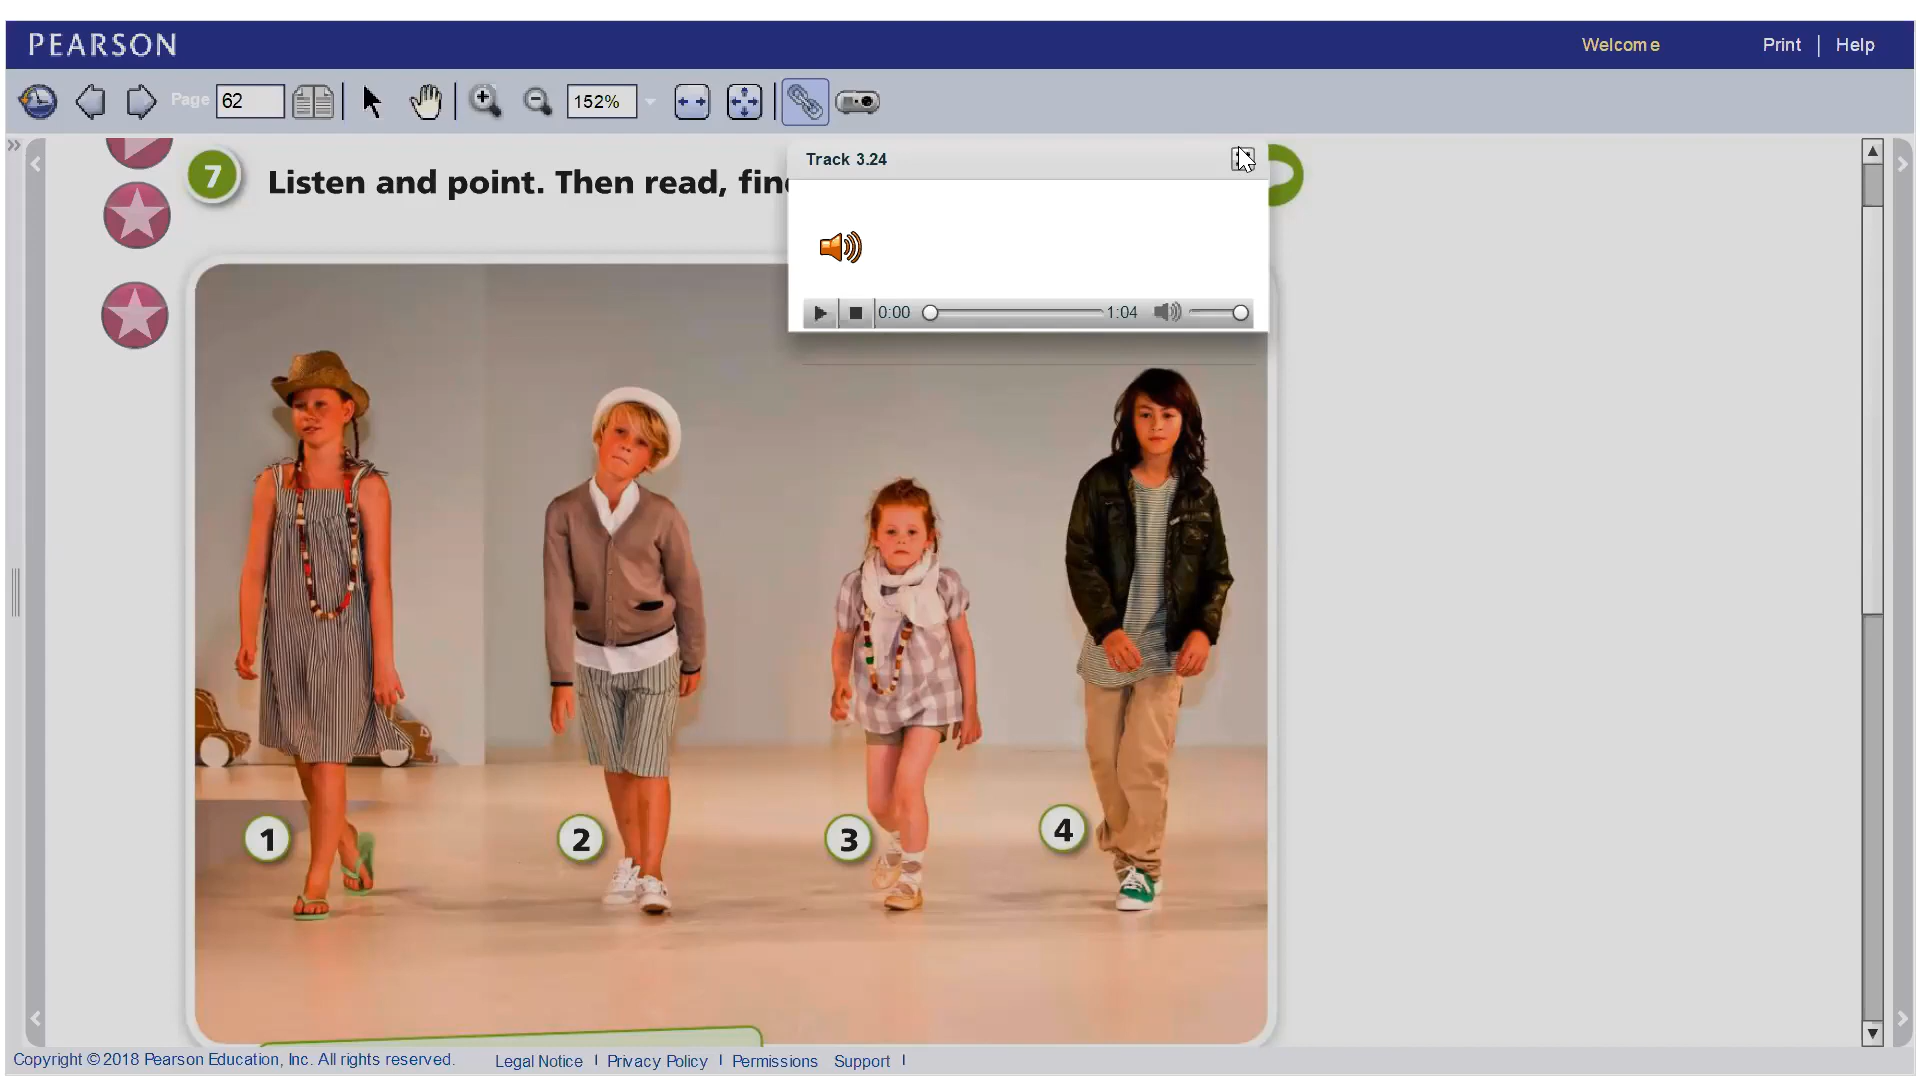 PEARSON
Welcome
Print | Help
Page 62
152%
7 Listen and point. Then read,
Track 3.24
0:00
1:04
1
2
3
4
Copyright © 2018 Pearson Education, Inc. All rights reserved.
Legal Notice | Privacy Policy | Permissions Support |